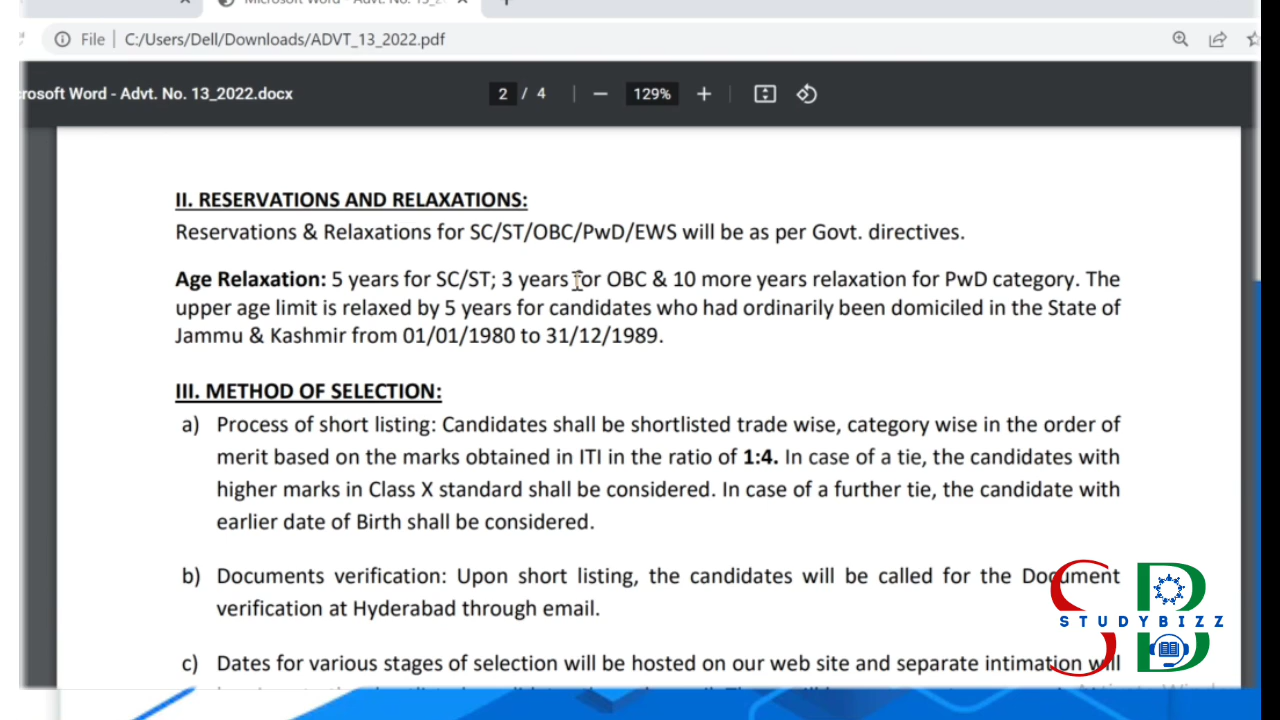 Microsoft Word - Advt. No. 13_2
File | C:/Users/Dell/Downloads/ADVT_13_2022.pdf
rosoft Word - Advt. No. 13_2022.docx
2 / 4 | — 129% + |
II. RESERVATIONS AND RELAXATIONS:
Reservations & Relaxations for SC/ST/OBC/PwD/EWS will be as per Govt. directives.
Age Relaxation: 5 years for SC/ST; 3 years for OBC & 10 more years relaxation for PwD category. The
upper age limit is relaxed by 5 years for candidates who had ordinarily been domiciled in the State of
Jammu & Kashmir from 01/01/1980 to 31/12/1989.
III. METHOD OF SELECTION:
a) Process of short listing: Candidates shall be shortlisted trade wise, category wise in the order of
merit based on the marks obtained in ITI in the ratio of 1:4. In case of a tie, the candidates with
higher marks in Class X standard shall be considered. In case of a further tie, the candidate with
earlier date of Birth shall be considered.
b) Documents verification: Upon short listing, the candidates will be called for the Document
verification at Hyderabad through email.
STUDYBIZZ
c) Dates for various stages of selection will be hosted on our web site and separate intimation will